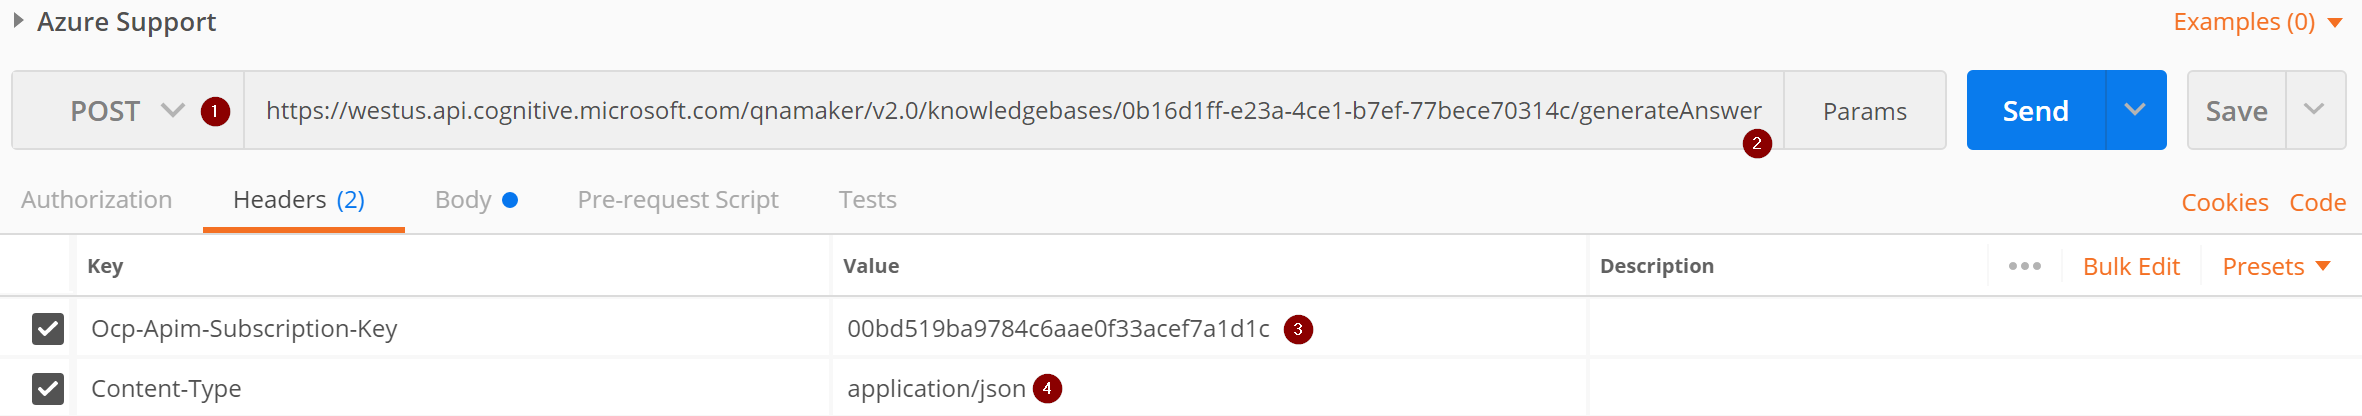 Azure Support
Examples (0)
POST 1 https://westus.api.cognitive.microsoft.com/qnamaker/v2.0/knowledgebases/0b16d1ff-e23a-4ce1-b7ef-77bece70314c/generateAnswer Params Send Save
2
Authorization Headers (2) Body Pre-request Script Tests Cookies Code
Key Value Description ••• Bulk Edit Presets
Ocp-Apim-Subscription-Key 00bd519ba9784c6aae0f33acef7a1d1c 3
Content-Type application/json 4